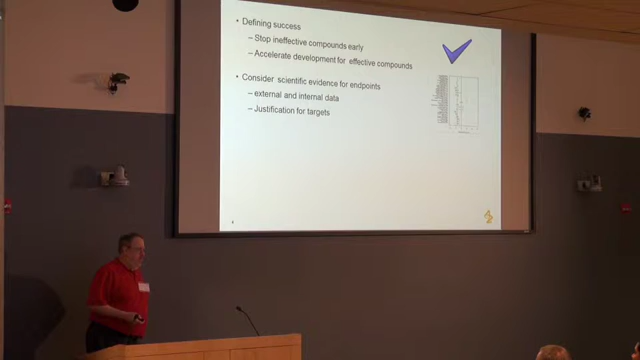 • Defining success
– Stop ineffective compounds early
– Accelerate development for effective compounds
• Consider scientific evidence for endpoints
– external and internal data
– Justification for targets